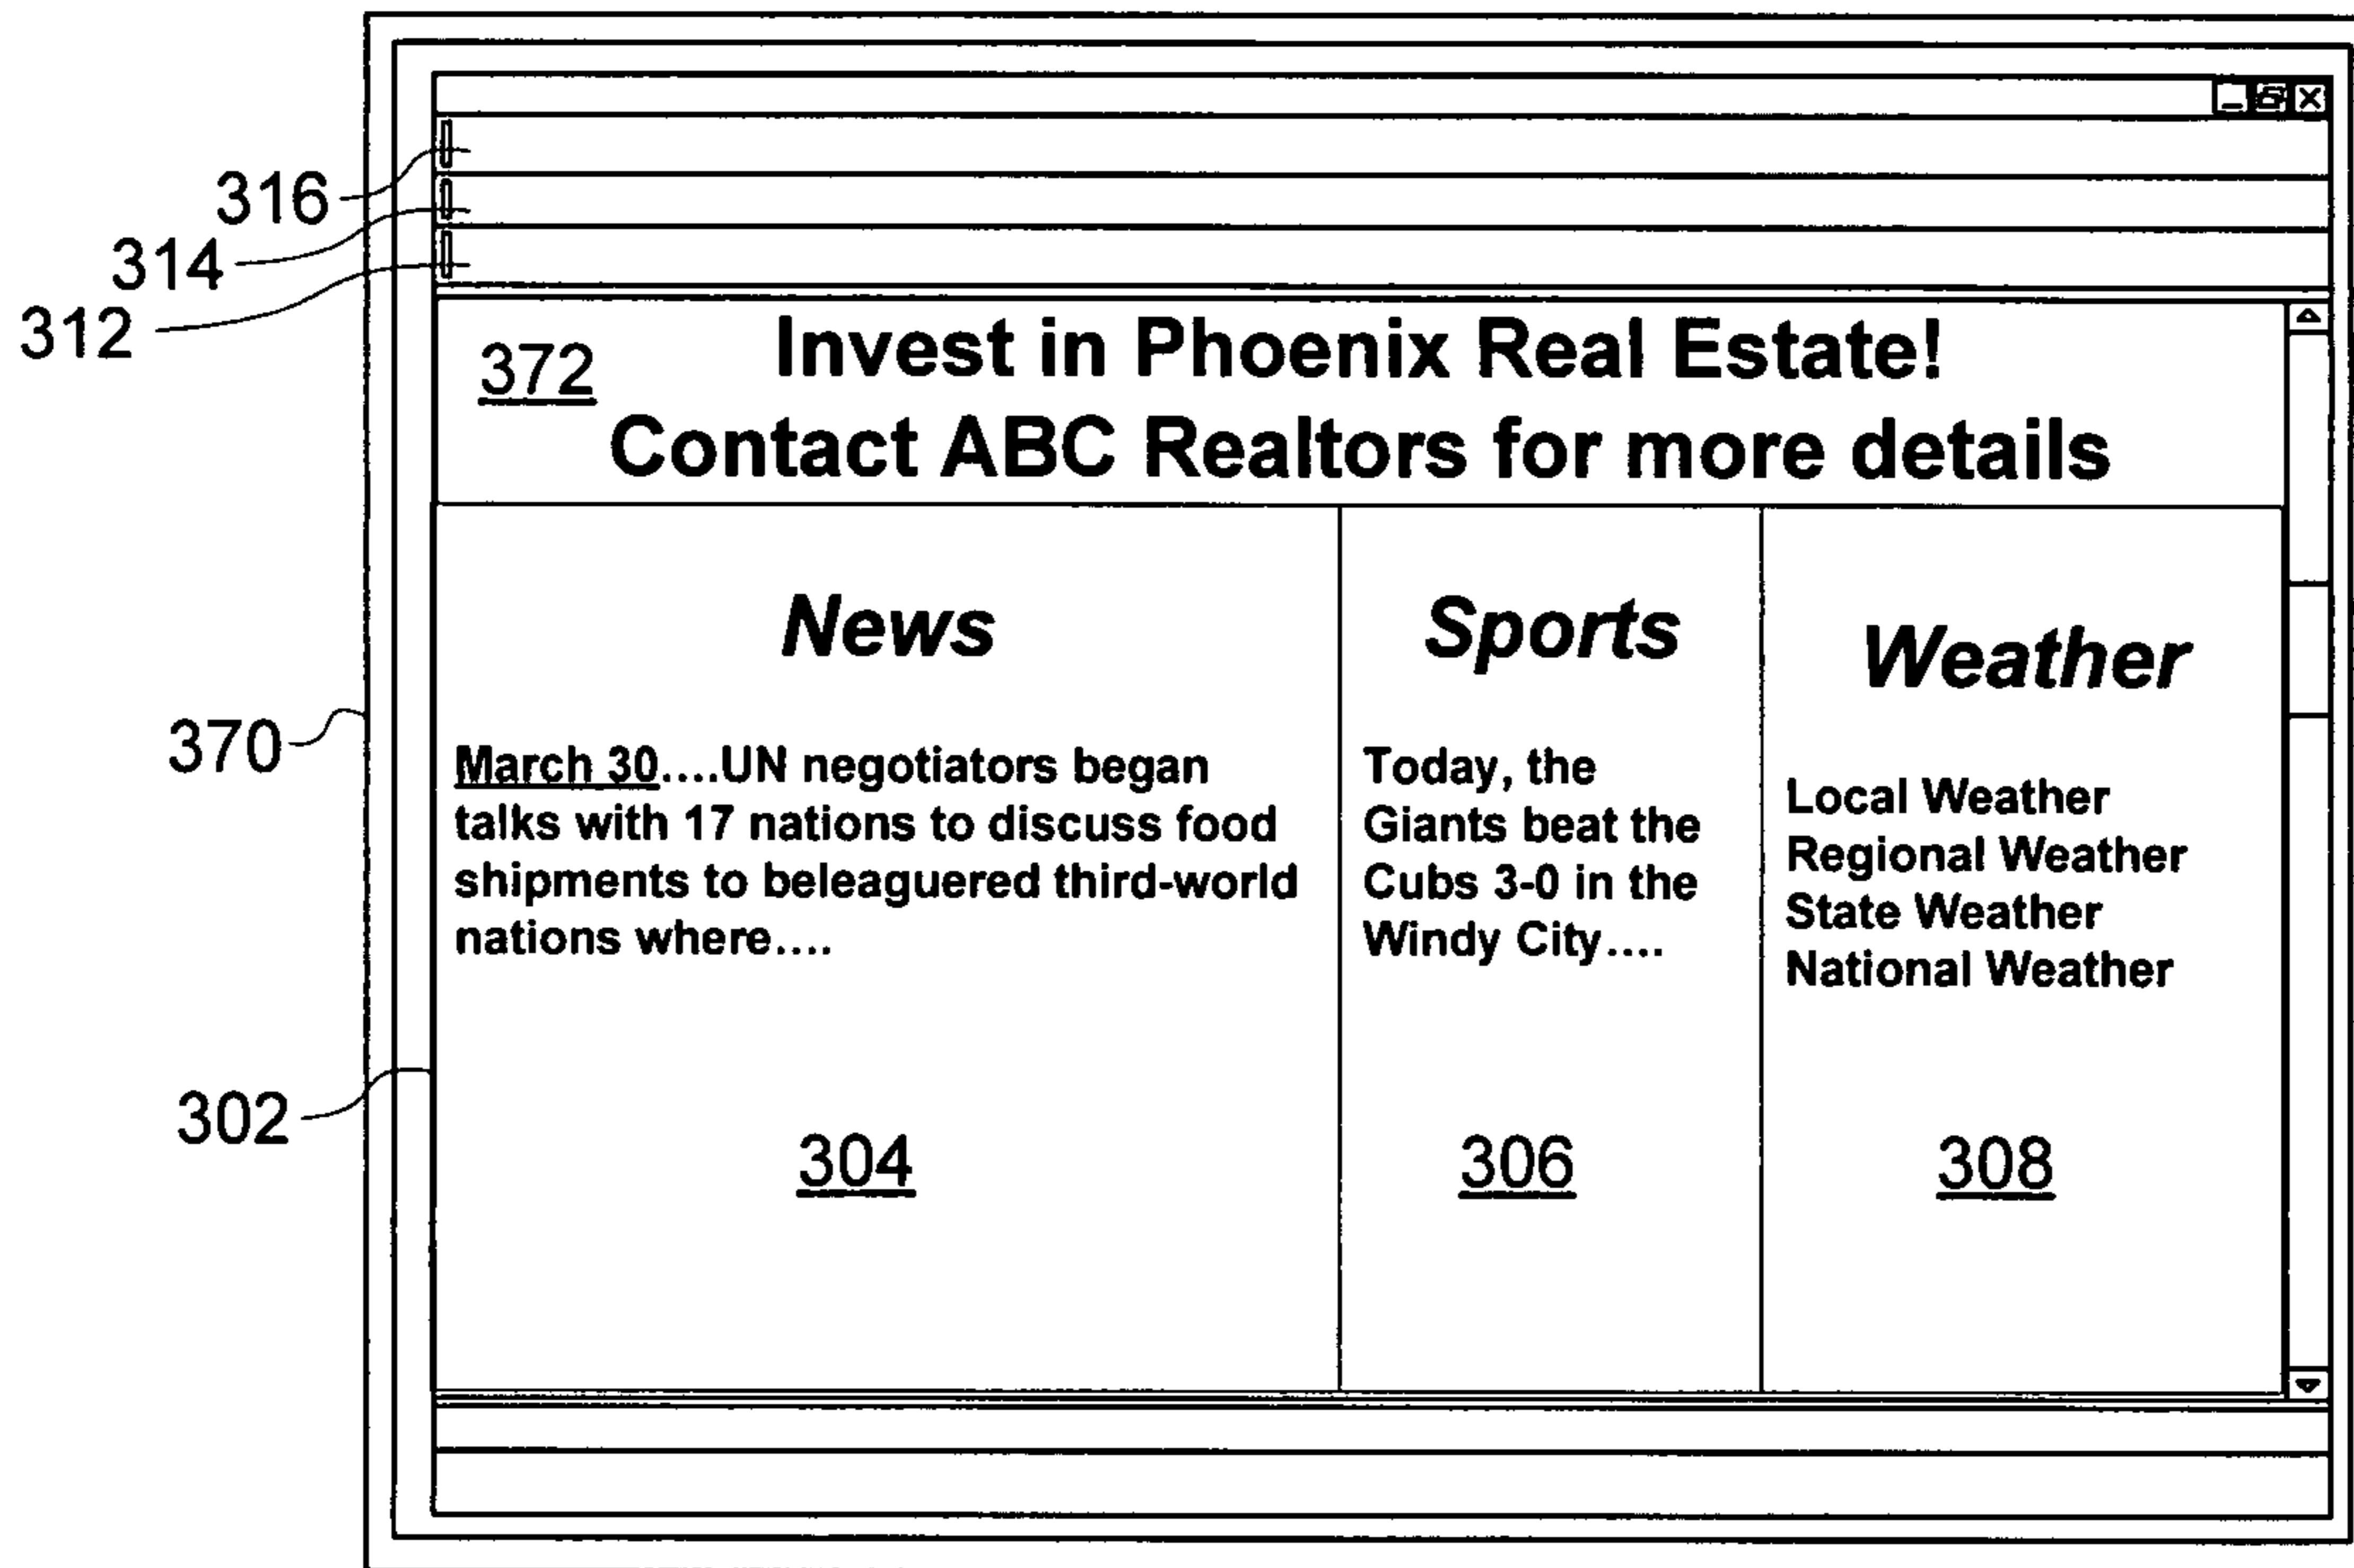 316
314
312
372
Invest in Phoenix Real Estate!
Contact ABC Realtors for more details
News
March 30....UN negotiators began
talks with 17 nations to discuss food
shipments to beleaguered third-world
nations where....
304
Sports
Today, the
Giants beat the
Cubs 3-0 in the
Windy City....
306
Weather
Local Weather
Regional Weather
State Weather
National Weather
308
370
302